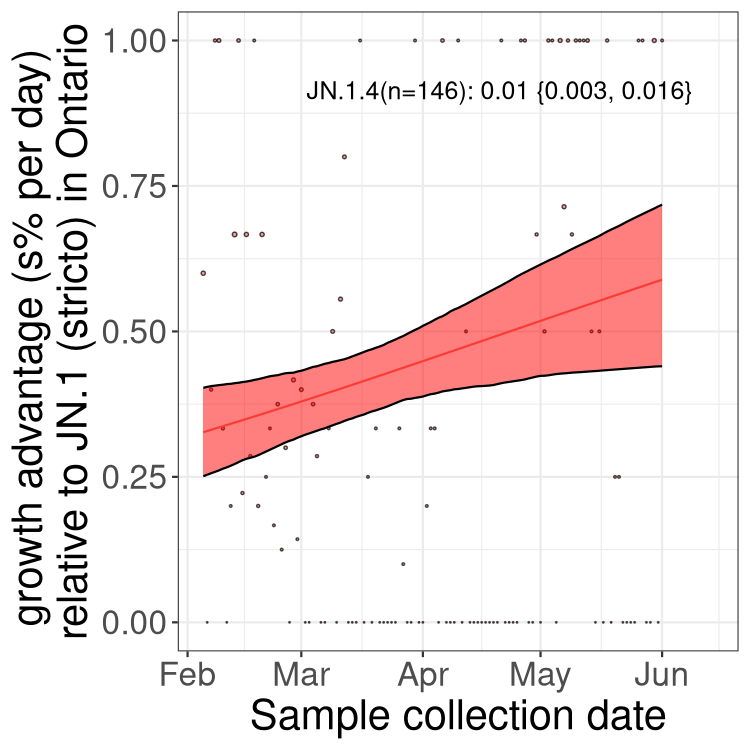 growth advantage (s% per day)
relative to JN.1 (stricto) in Ontario
1.00
0.75
0.50
0.25
0.00
JN.1.4(n=146): 0.01 {0.003, 0.016}
Feb Mar Apr May Jun
Sample collection date